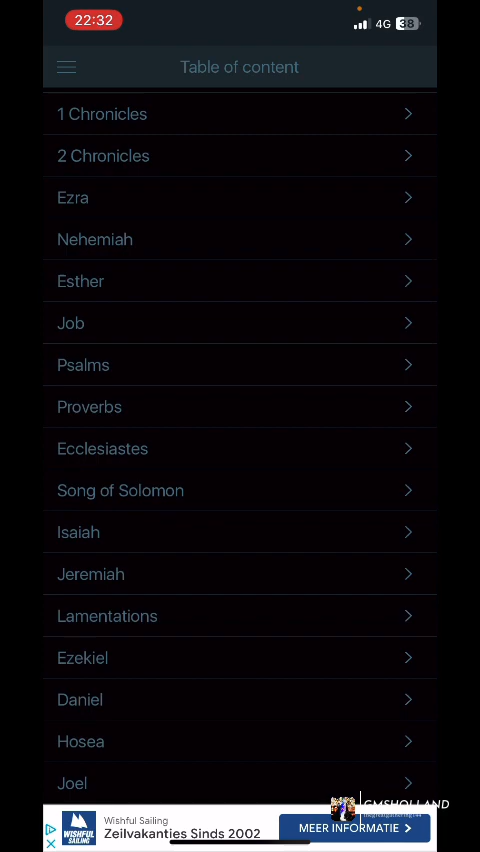 22:32
4G 38
Table of content
1 Chronicles
2 Chronicles
Ezra
Nehemiah
Esther
Job
Psalms
Proverbs
Ecclesiastes
Song of Solomon
Isaiah
Jeremiah
Lamentations
Ezekiel
Daniel
Hosea
Joel
GMSHOLLAND
thegreatgathering144
WISHFUL
SAILING
Wishful Sailing
Zeilvakanties Sinds 2002
MEER INFORMATIE